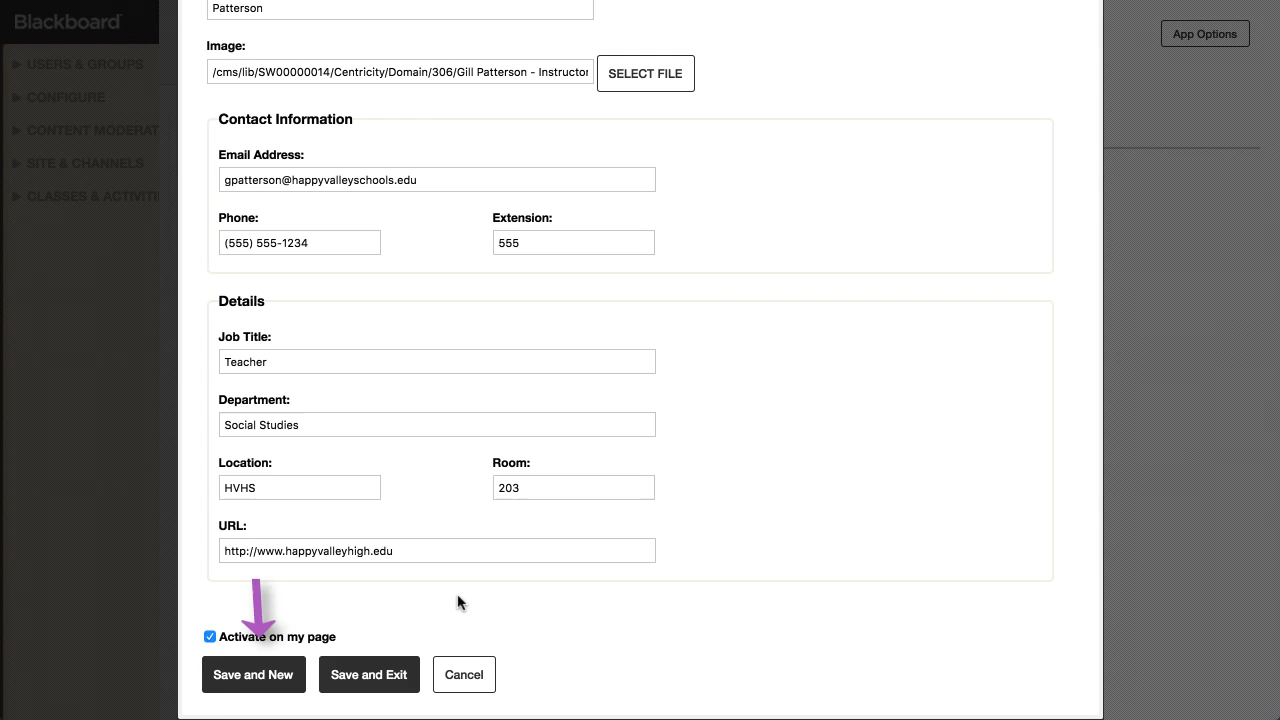 Blackboard
Patterson
App Options
Image:
/cms/lib/SW00000014/Centricity/Domain/306/Gill Patterson - Instructor
SELECT FILE
USERS & GROUPS
CONFIGURE
CONTENT MODERAT
SITE & CHANNELS
CLASSES & ACTIVITI
Contact Information
Email Address:
gpatterson@happyvalleyschools.edu
Phone:
Extension:
(555) 555-1234
555
Details
Job Title:
Teacher
Department:
Social Studies
Location:
Room:
HVHS
203
URL:
http://www.happyvalleyhigh.edu
Activate on my page
Save and New
Save and Exit
Cancel